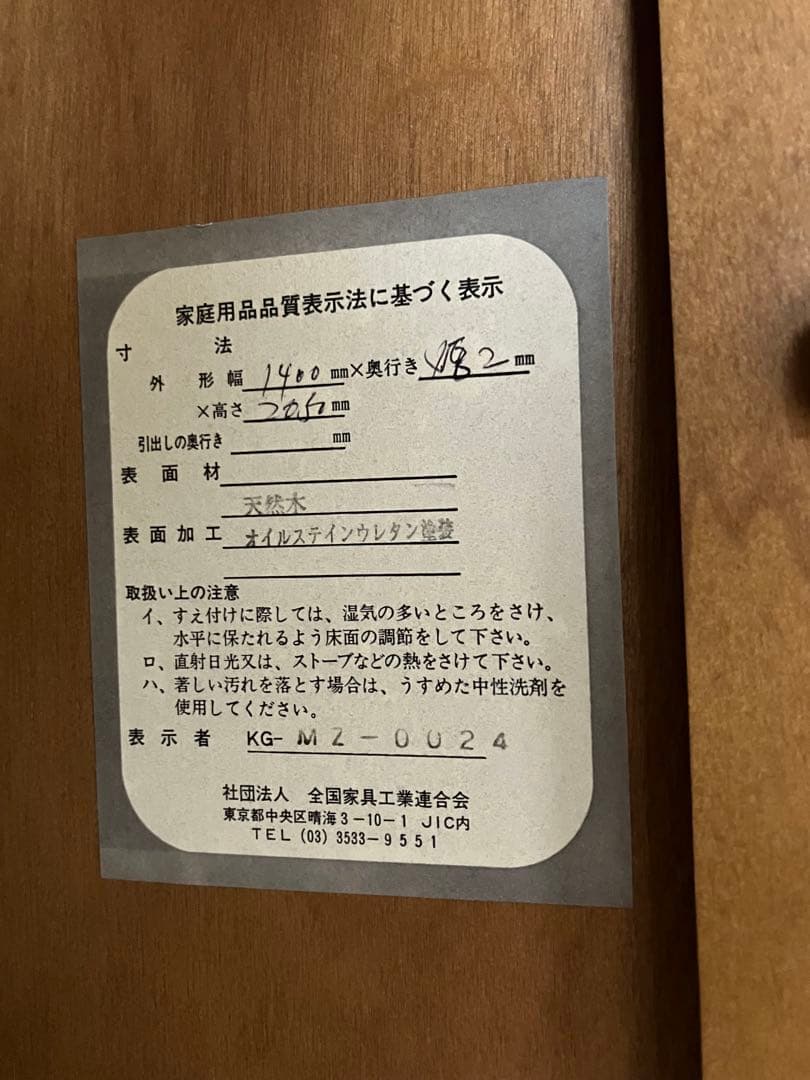 家庭用品品質表示法に基づく表示
寸法
外形幅 1400 mm×奥行き mm
×高さ 2050 mm
引出しの奥行き mm
表面材
天然木
表面加工 オイルステインウレタン塗装
取扱い上の注意
イ、すえ付けに際しては、湿気の多いところをさけ、
水平に保たれるよう床面の調節をして下さい。
ロ、直射日光又は、ストーブなどの熱をさけて下さい。
ハ、著しい汚れを落とす場合は、うすめた中性洗剤を
使用してください。
表示者 KG-MZ-0024
社団法人 全国家具工業連合会
東京都中央区晴海3-10-1 JIC内
TEL (03) 3533-9551